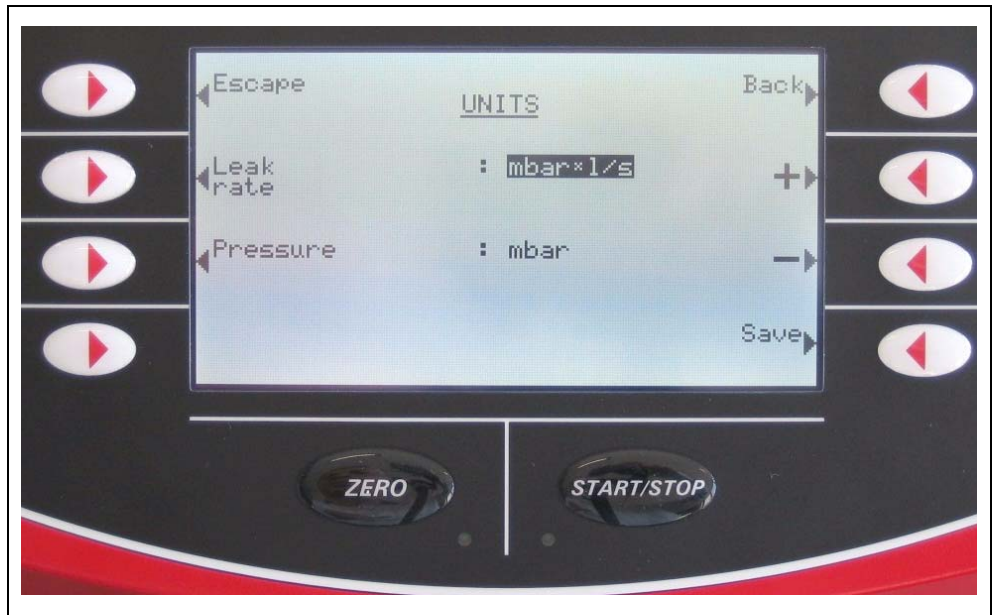 Escape
Back
UNITS
Leak
rate
: mbar×l/s
+
Pressure
: mbar
−
Save
ZERO
START/STOP